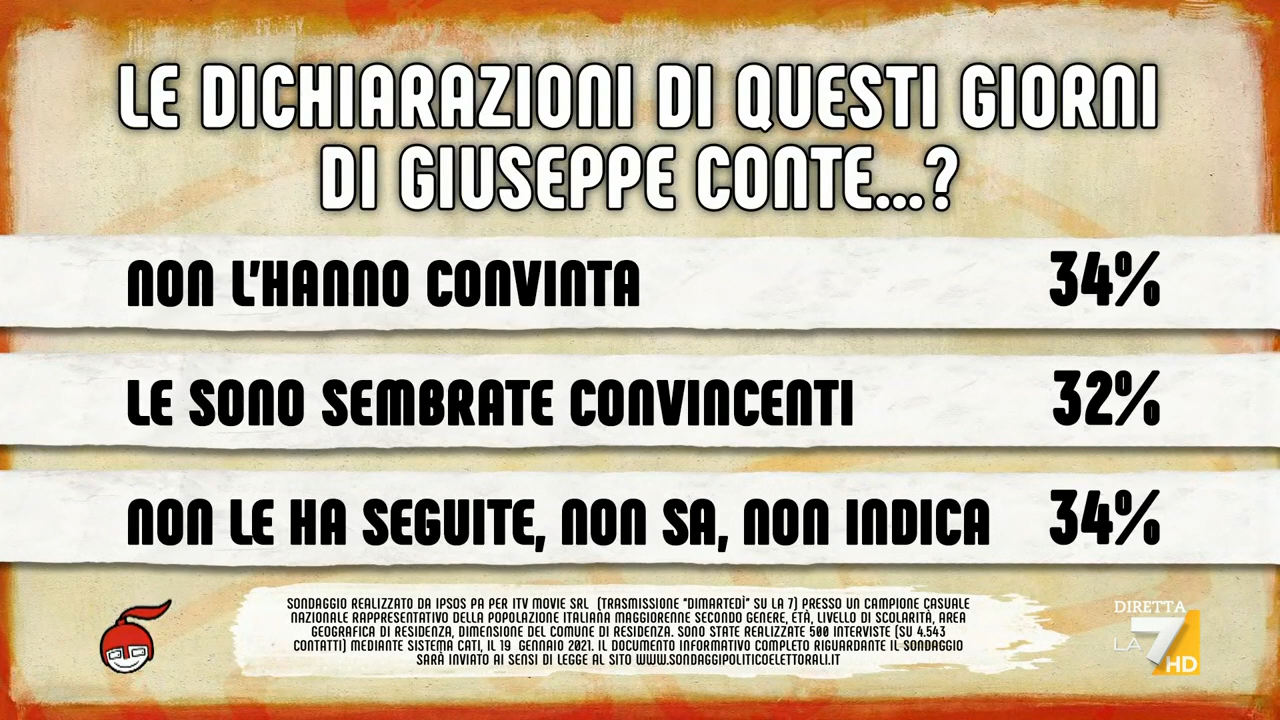 LE DICHIARAZIONI DI QUESTI GIORNI
DI GIUSEPPE CONTE...?
NON L'HANNO CONVINTA 34%
LE SONO SEMBRATE CONVINCENTI 32%
NON LE HA SEGUITE, NON SA, NON INDICA 34%
SONDAGGIO REALIZZATO DA IPSOS PA PER ITV MOVIE SRL (TRASMISSIONE "DIMARTEDÌ" SU LA 7) PRESSO UN CAMPIONE CASUALE
NAZIONALE RAPPRESENTATIVO DELLA POPOLAZIONE ITALIANA MAGGIORENNE SECONDO GENERE, ETÀ, LIVELLO DI SCOLARITÀ, AREA
GEOGRAFICA DI RESIDENZA, DIMENSIONE DEL COMUNE DI RESIDENZA. SONO STATE REALIZZATE 500 INTERVISTE (SU 4.543
CONTATTI) MEDIANTE SISTEMA CATI, IL 19 GENNAIO 2021. IL DOCUMENTO INFORMATIVO COMPLETO RIGUARDANTE IL SONDAGGIO
SARÀ INVIATO AI SENSI DI LEGGE AL SITO WWW.SONDAGGIPOLITICOELETTORALI.IT
DIRETTA
LA 7 HD